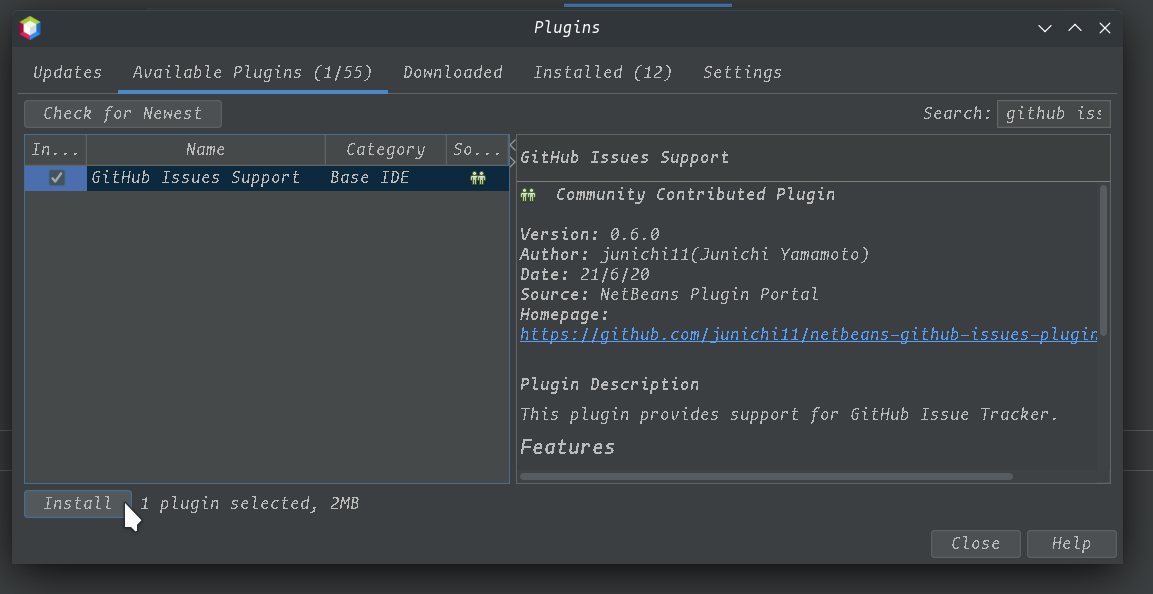 Plugins
Updates Available Plugins (1/55) Downloaded Installed (12) Settings
Check for Newest Search: github iss
In... Name Category So...
GitHub Issues Support Base IDE
GitHub Issues Support
Community Contributed Plugin
Version: 0.6.0
Author: junichi11(Junichi Yamamoto)
Date: 21/6/20
Source: NetBeans Plugin Portal
Homepage:
https://github.com/junichi11/netbeans-github-issues-plugin
Plugin Description
This plugin provides support for GitHub Issue Tracker.
Features
Install 1 plugin selected, 2MB
Close Help